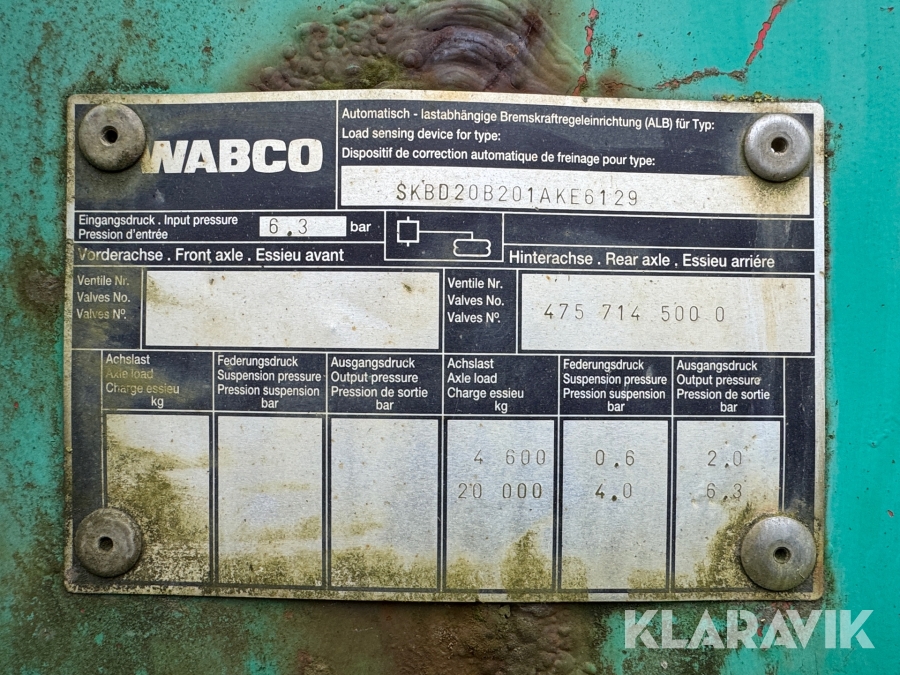 WABCO
Automatisch - lastabhängige Bremskraftregeleinrichtung (ALB) für Typ:
Load sensing device for type:
Dispositif de correction automatique de freinage pour type:
SKBD20B201AKE6129
Eingangsdruck . Input pressure
Pression d'entrée
6.3 bar
Vorderachse . Front axle . Essieu avant
Hinterachse . Rear axle . Essieu arriére
Ventile Nr.
Valves No.
Valves Nº.
Ventile Nr.
Valves No.
Valves Nº.
475 714 500 0
Achslast
Axle load
Charge essieu
kg
Federungsdruck
Suspension pressure
Pression suspension
bar
Ausgangsdruck
Output pressure
Pression de sortie
bar
Achslast
Axle load
Charge essieu
kg
Federungsdruck
Suspension pressure
Pression suspension
bar
Ausgangsdruck
Output pressure
Pression de sortie
bar
4 600 0.6 2.0
20 000 4.0 6.3
KLARAVIK